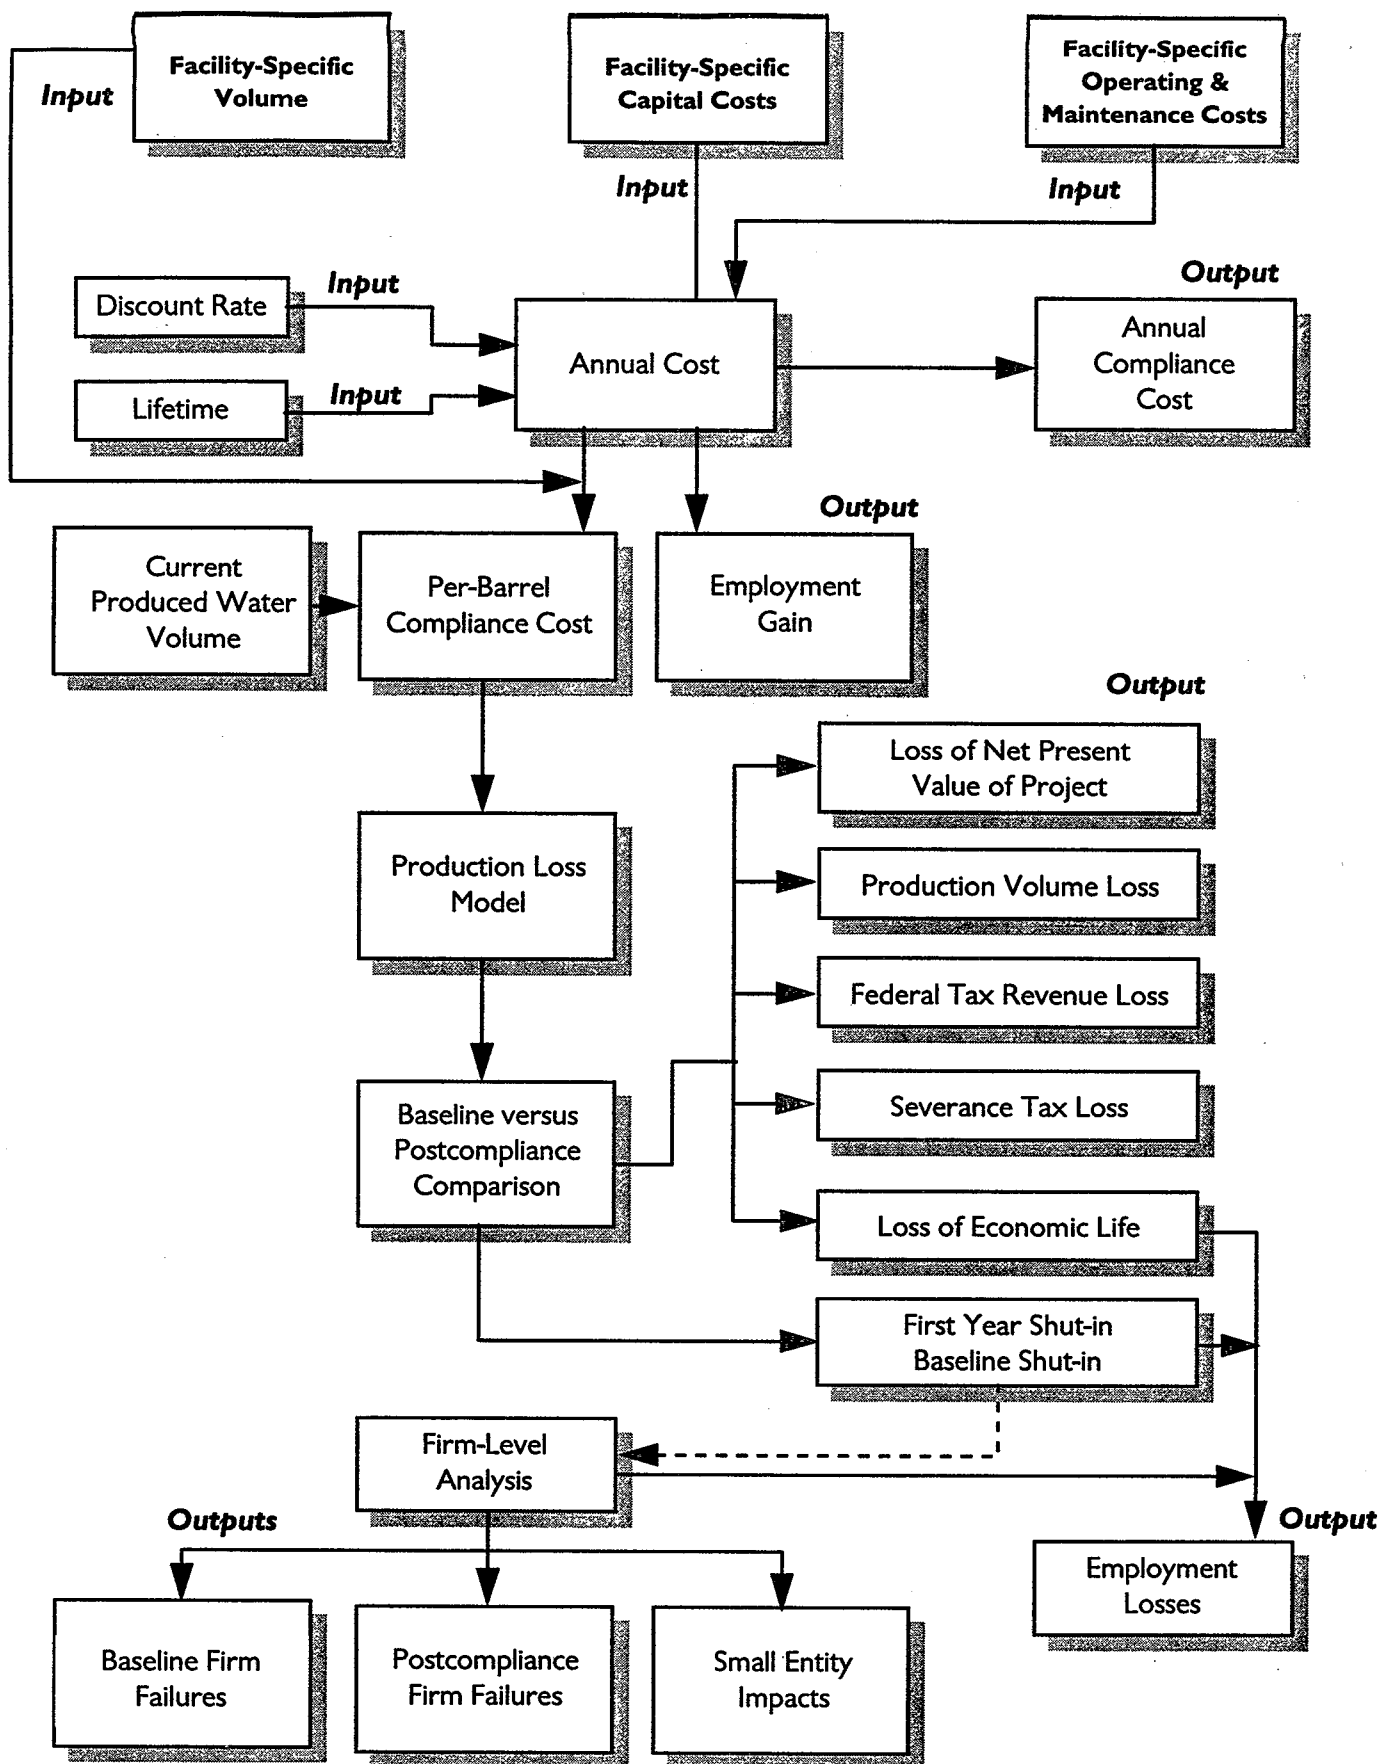 Facility-Specific
Volume
Input
Facility-Specific
Capital Costs
Input
Facility-Specific
Operating &
Maintenance Costs
Input
Discount Rate
Input
Lifetime
Input
Annual Cost
Output
Annual
Compliance
Cost
Current
Produced Water
Volume
Per-Barrel
Compliance Cost
Output
Employment
Gain
Production Loss
Model
Output
Loss of Net Present
Value of Project
Production Volume Loss
Federal Tax Revenue Loss
Severance Tax Loss
Loss of Economic Life
Baseline versus
Postcompliance
Comparison
First Year Shut-in
Baseline Shut-in
Firm-Level
Analysis
Outputs
Baseline Firm
Failures
Postcompliance
Firm Failures
Small Entity
Impacts
Output
Employment
Losses